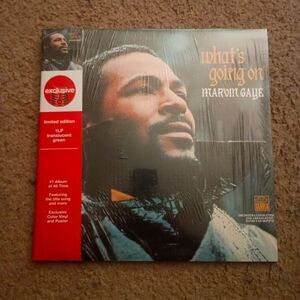 exclusive
limited edition
1LP
translucent
green
#1 Album
of All Time
Featuring
the title song
and more
Exclusive
Color Vinyl
and Poster
what's
going on
MARVIN GAYE